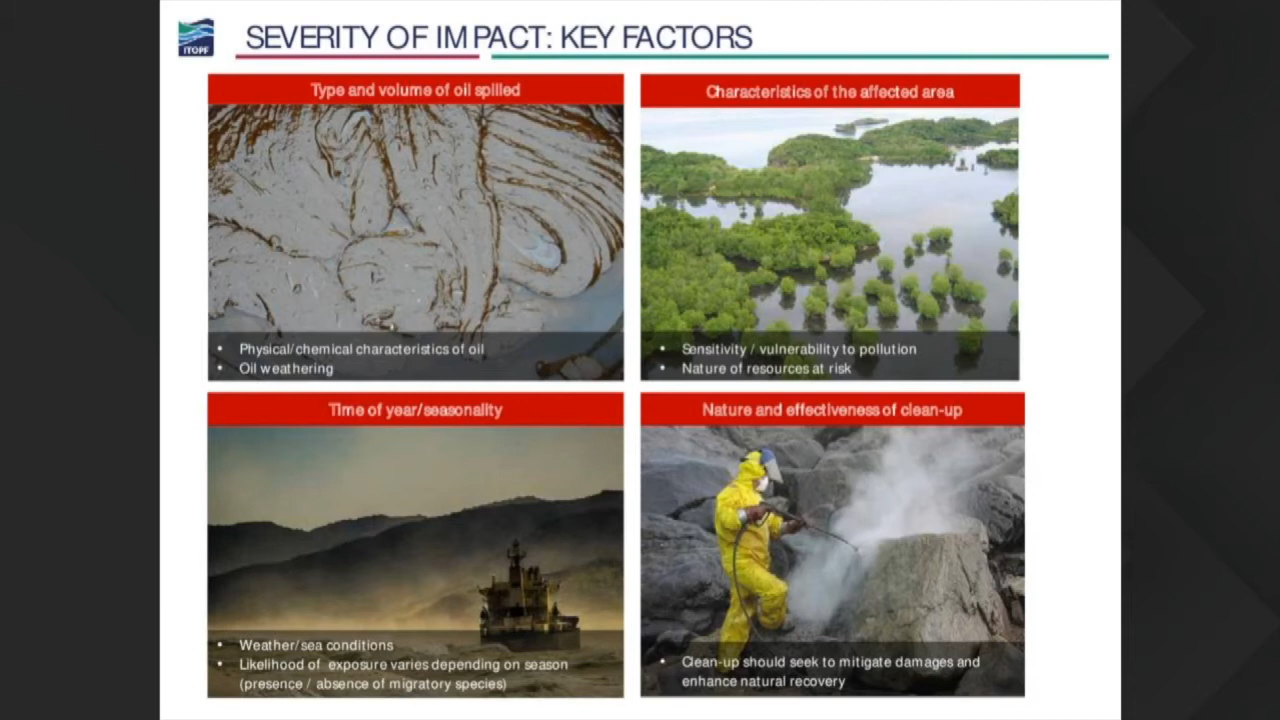 ITOPF
SEVERITY OF IMPACT: KEY FACTORS
Type and volume of oil spilled
• Physical/chemical characteristics of oil
• Oil weathering
Characteristics of the affected area
• Sensitivity / vulnerability to pollution
• Nature of resources at risk
Time of year/seasonality
• Weather/sea conditions
• Likelihood of exposure varies depending on season
(presence / absence of migratory species)
Nature and effectiveness of clean-up
• Clean-up should seek to mitigate damages and
enhance natural recovery